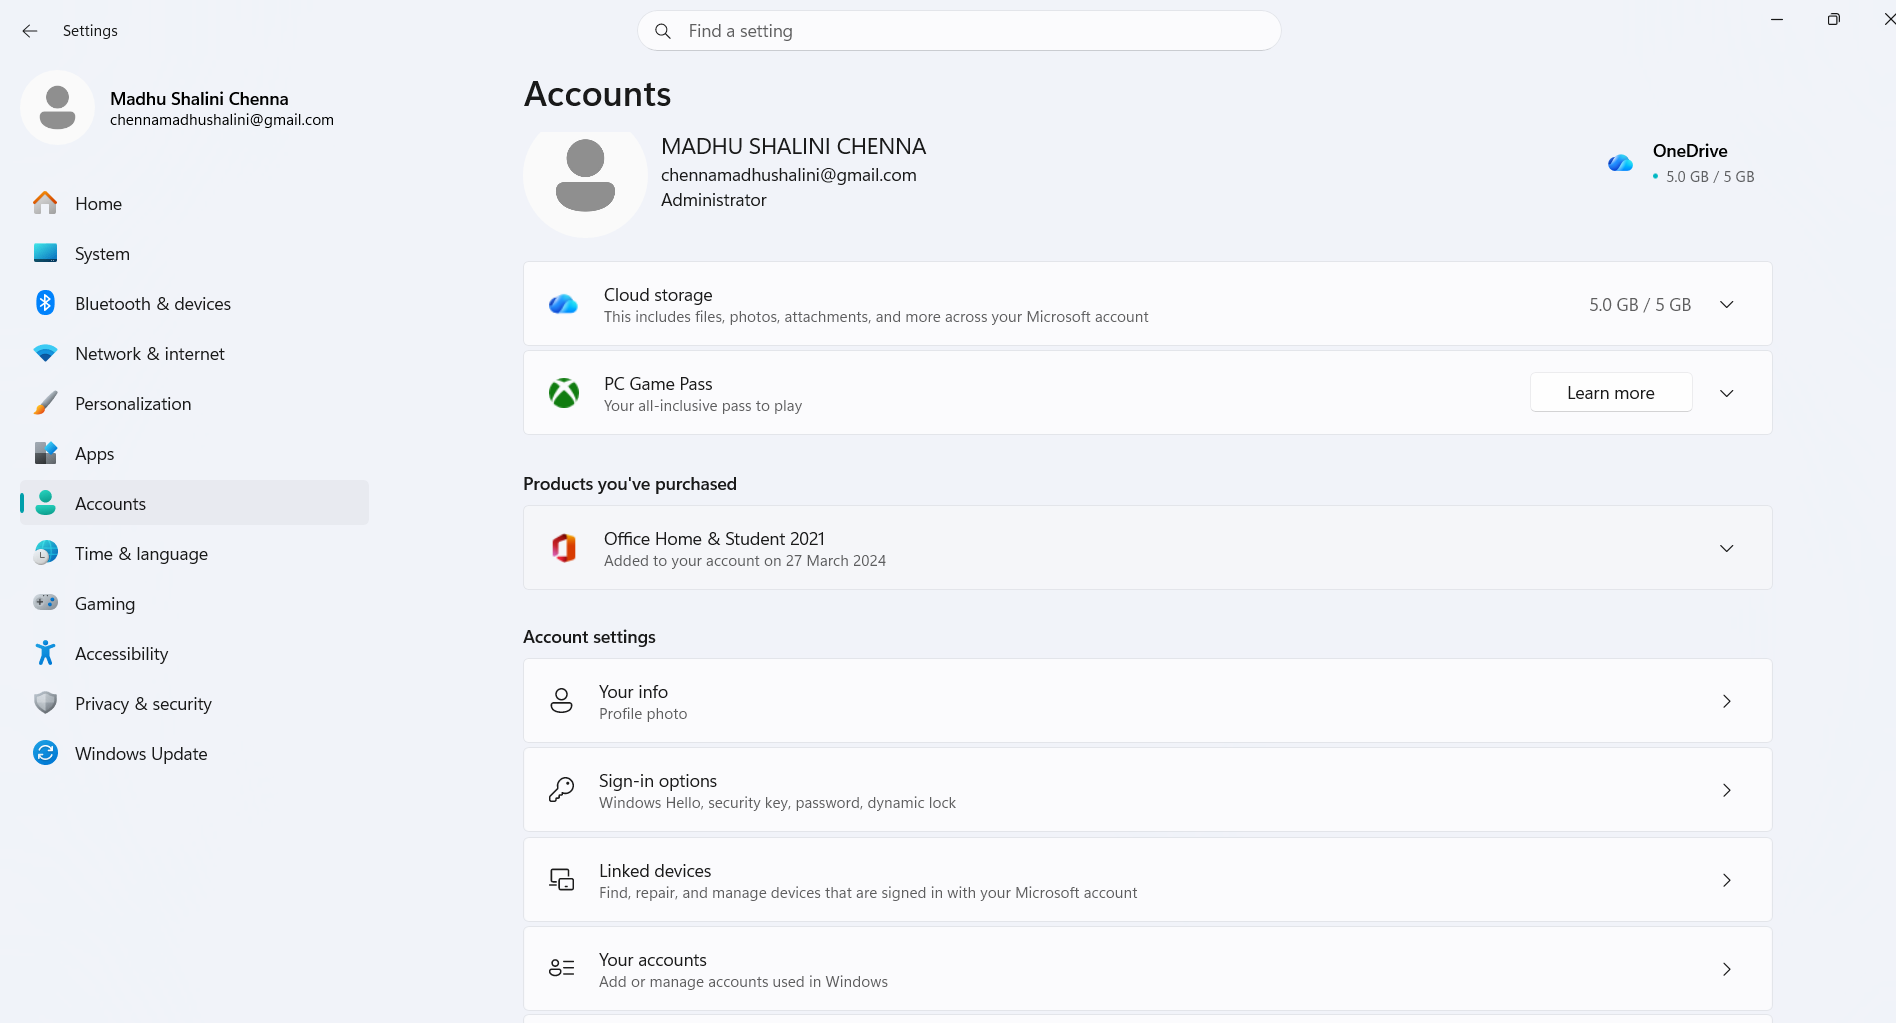 Settings
Find a setting
Madhu Shalini Chenna
chennamadhushalini@gmail.com
Home
System
Bluetooth & devices
Network & internet
Personalization
Apps
Accounts
Time & language
Gaming
Accessibility
Privacy & security
Windows Update
Accounts
MADHU SHALINI CHENNA
chennamadhushalini@gmail.com
Administrator
OneDrive
• 5.0 GB / 5 GB
Cloud storage
This includes files, photos, attachments, and more across your Microsoft account
5.0 GB / 5 GB
PC Game Pass
Your all-inclusive pass to play
Learn more
Products you've purchased
Office Home & Student 2021
Added to your account on 27 March 2024
Account settings
Your info
Profile photo
Sign-in options
Windows Hello, security key, password, dynamic lock
Linked devices
Find, repair, and manage devices that are signed in with your Microsoft account
Your accounts
Add or manage accounts used in Windows